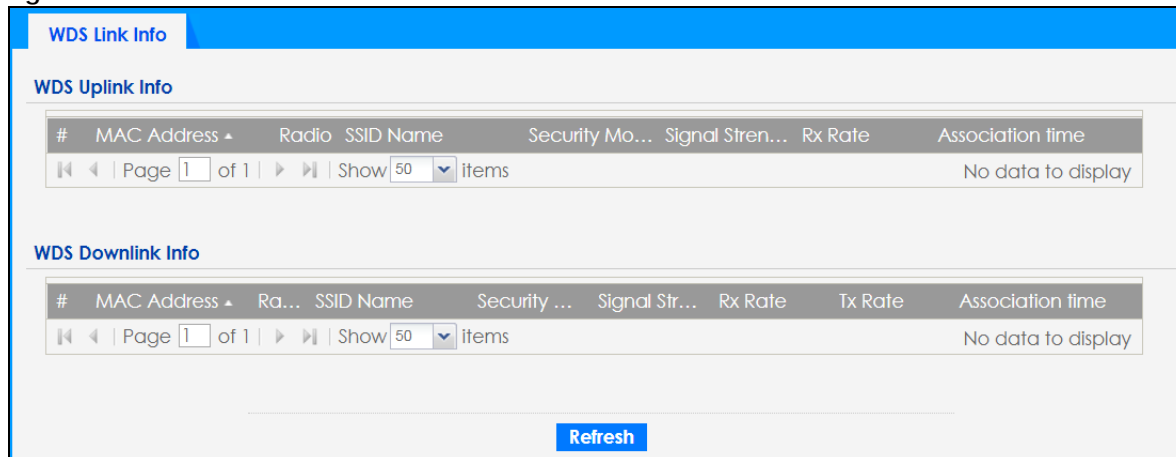 WDS Link Info
WDS Uplink Info
# MAC Address Radio SSID Name Security Mo... Signal Stren... Rx Rate Association time
Page 1 of 1 Show 50 items No data to display
WDS Downlink Info
# MAC Address Ra... SSID Name Security ... Signal Str... Rx Rate Tx Rate Association time
Page 1 of 1 Show 50 items No data to display
Refresh